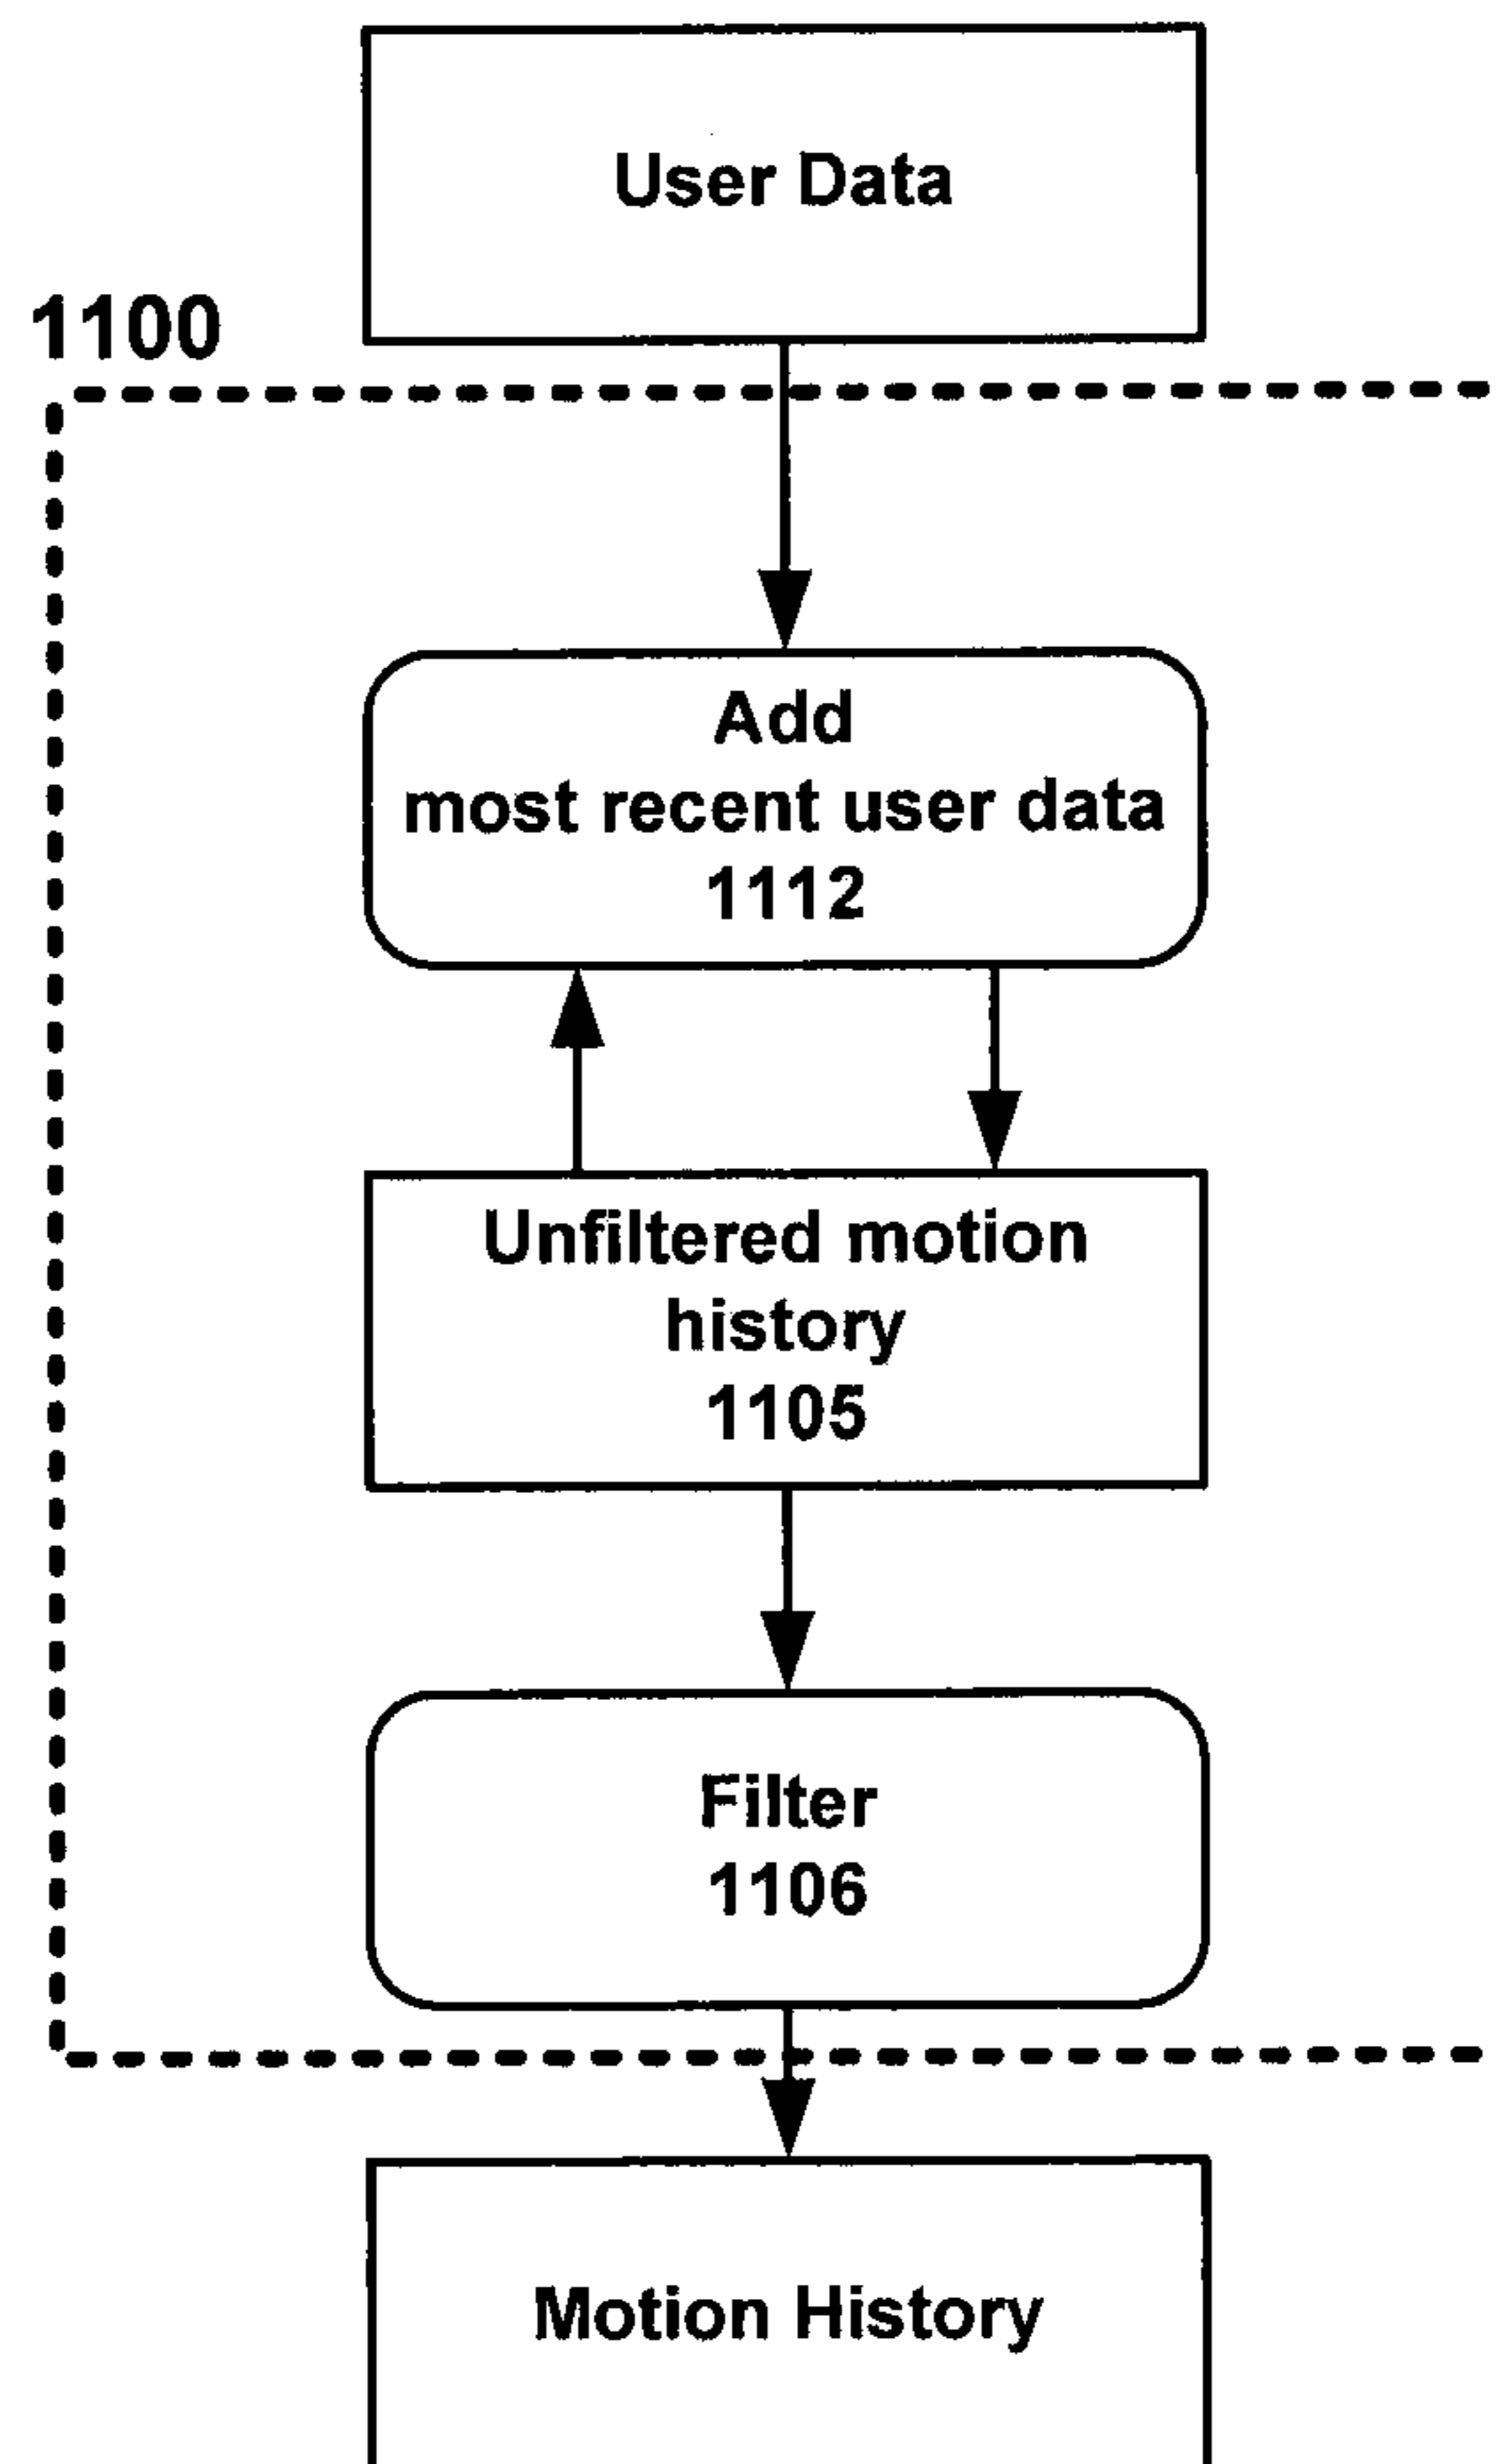 User Data
1100
Add
most recent user data
1112
Unfiltered motion
history
1105
Filter
1106
Motion History